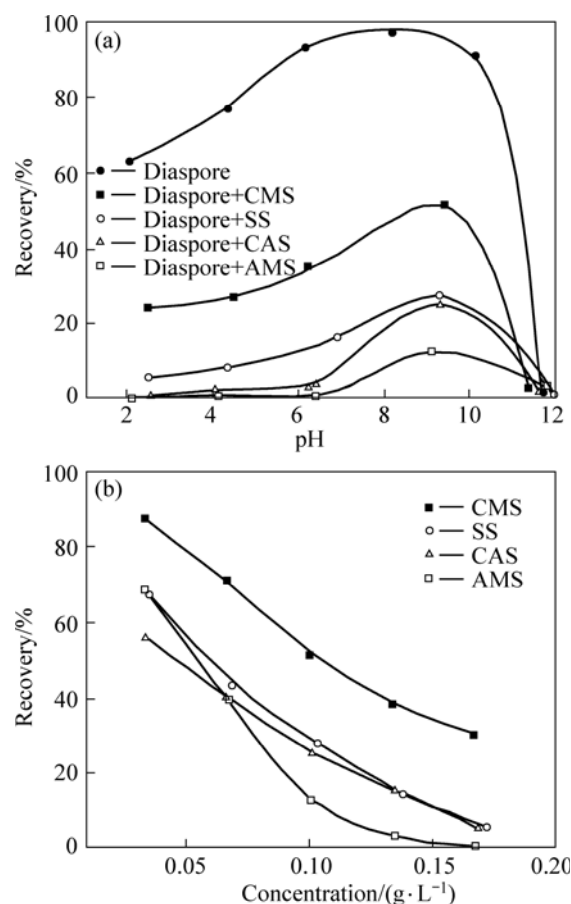 (a)
100
80
60
40
20
0
Recovery/%
Diaspore
Diaspore+CMS
Diaspore+SS
Diaspore+CAS
Diaspore+AMS
2 4 6 8 10 12
pH
(b)
100
80
60
40
20
0
Recovery/%
CMS
SS
CAS
AMS
0.05 0.10 0.15 0.20
Concentration/(g·L⁻¹)